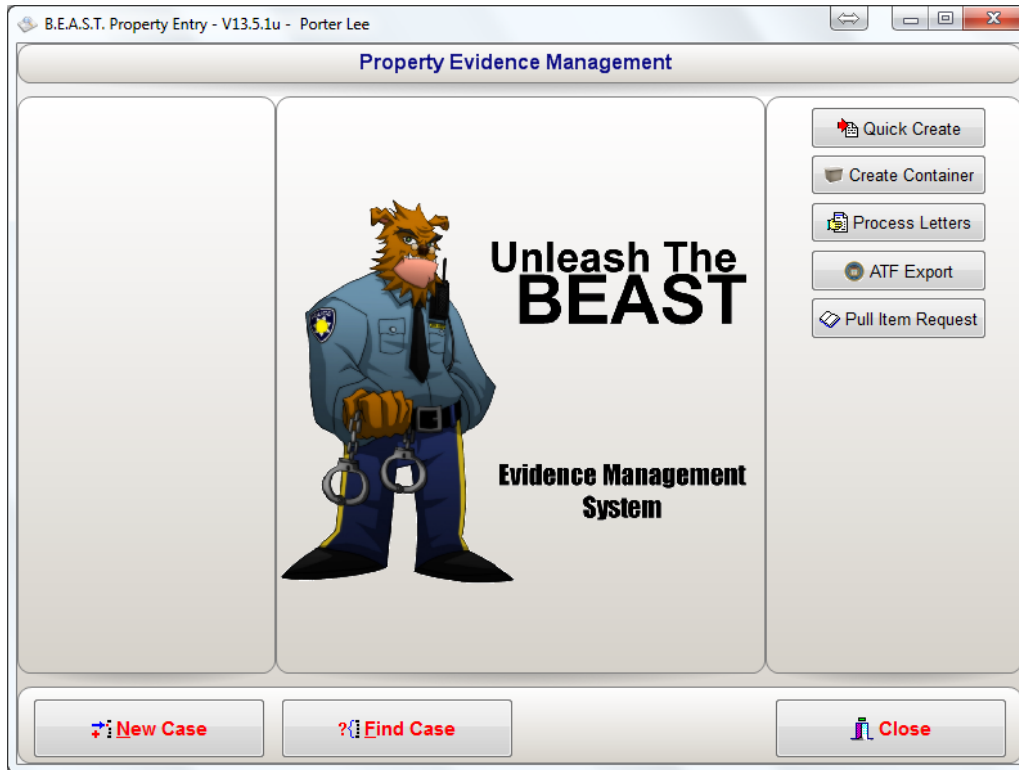 B.E.A.S.T. Property Entry - V13.5.1u - Porter Lee
Property Evidence Management
Quick Create
Create Container
Process Letters
ATF Export
Pull Item Request
Unleash The
BEAST
Evidence Management
System
New Case
Find Case
Close